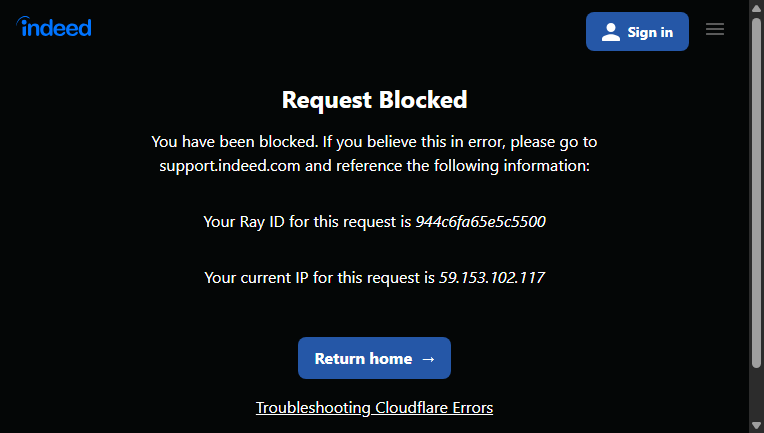 indeed
Sign in
Request Blocked
You have been blocked. If you believe this in error, please go to
support.indeed.com and reference the following information:
Your Ray ID for this request is 944c6fa65e5c5500
Your current IP for this request is 59.153.102.117
Return home →
Troubleshooting Cloudflare Errors